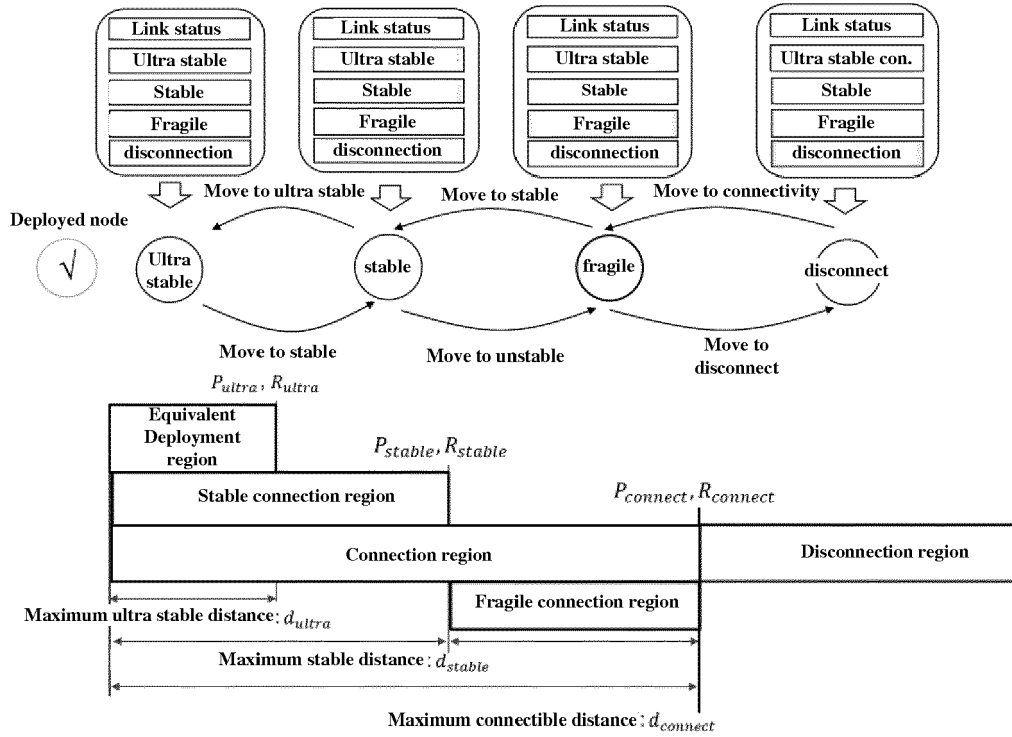 Link status
Ultra stable
Stable
Fragile
disconnection
Link status
Ultra stable
Stable
Fragile
disconnection
Link status
Ultra stable
Stable
Fragile
disconnection
Link status
Ultra stable con.
Stable
Fragile
disconnection
Move to ultra stable
Move to stable
Move to connectivity
Deployed node
√
Ultra
stable
stable
fragile
disconnect
Move to stable
Move to unstable
Move to
disconnect
P_ultra, R_ultra
Equivalent
Deployment
region
P_stable, R_stable
Stable connection region
P_connect, R_connect
Connection region
Disconnection region
Fragile connection region
Maximum ultra stable distance: d_ultra
Maximum stable distance: d_stable
Maximum connectible distance: d_connect